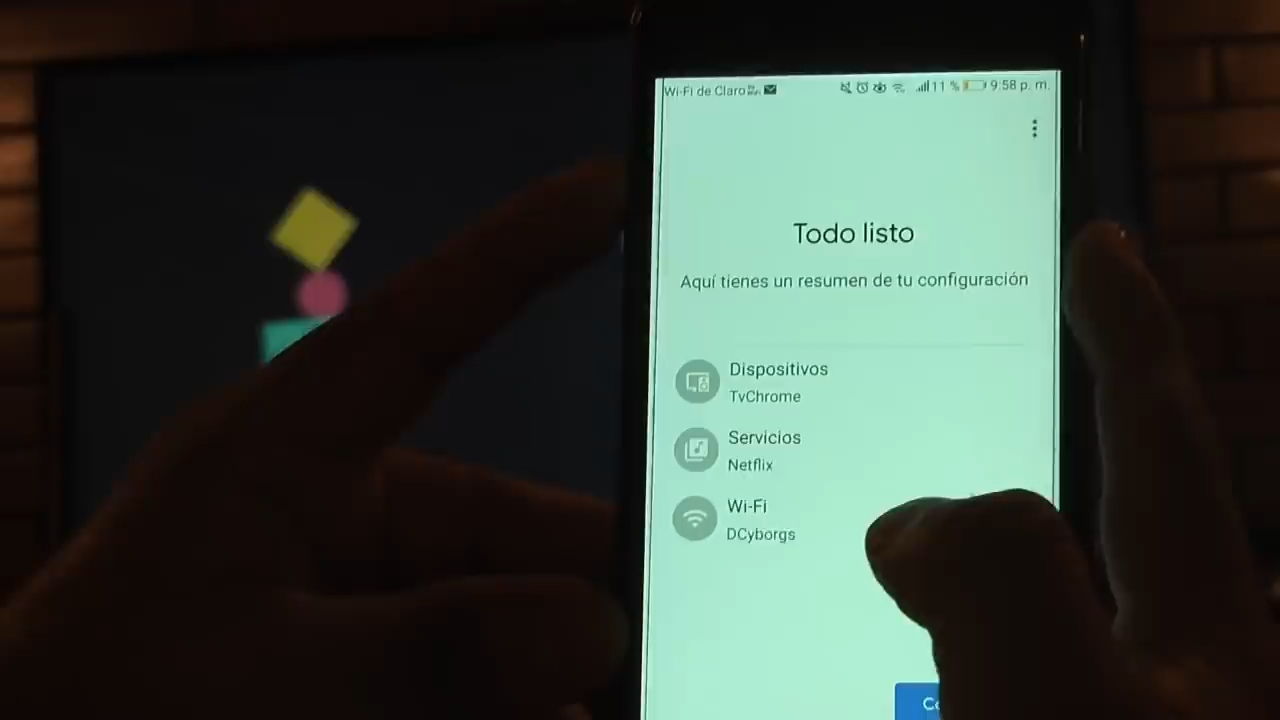 Wi-Fi de Claro 11 % 9:58 p. m.
Todo listo
Aquí tienes un resumen de tu configuración
Dispositivos
TvChrome
Servicios
Netflix
Wi-Fi
DCyborgs